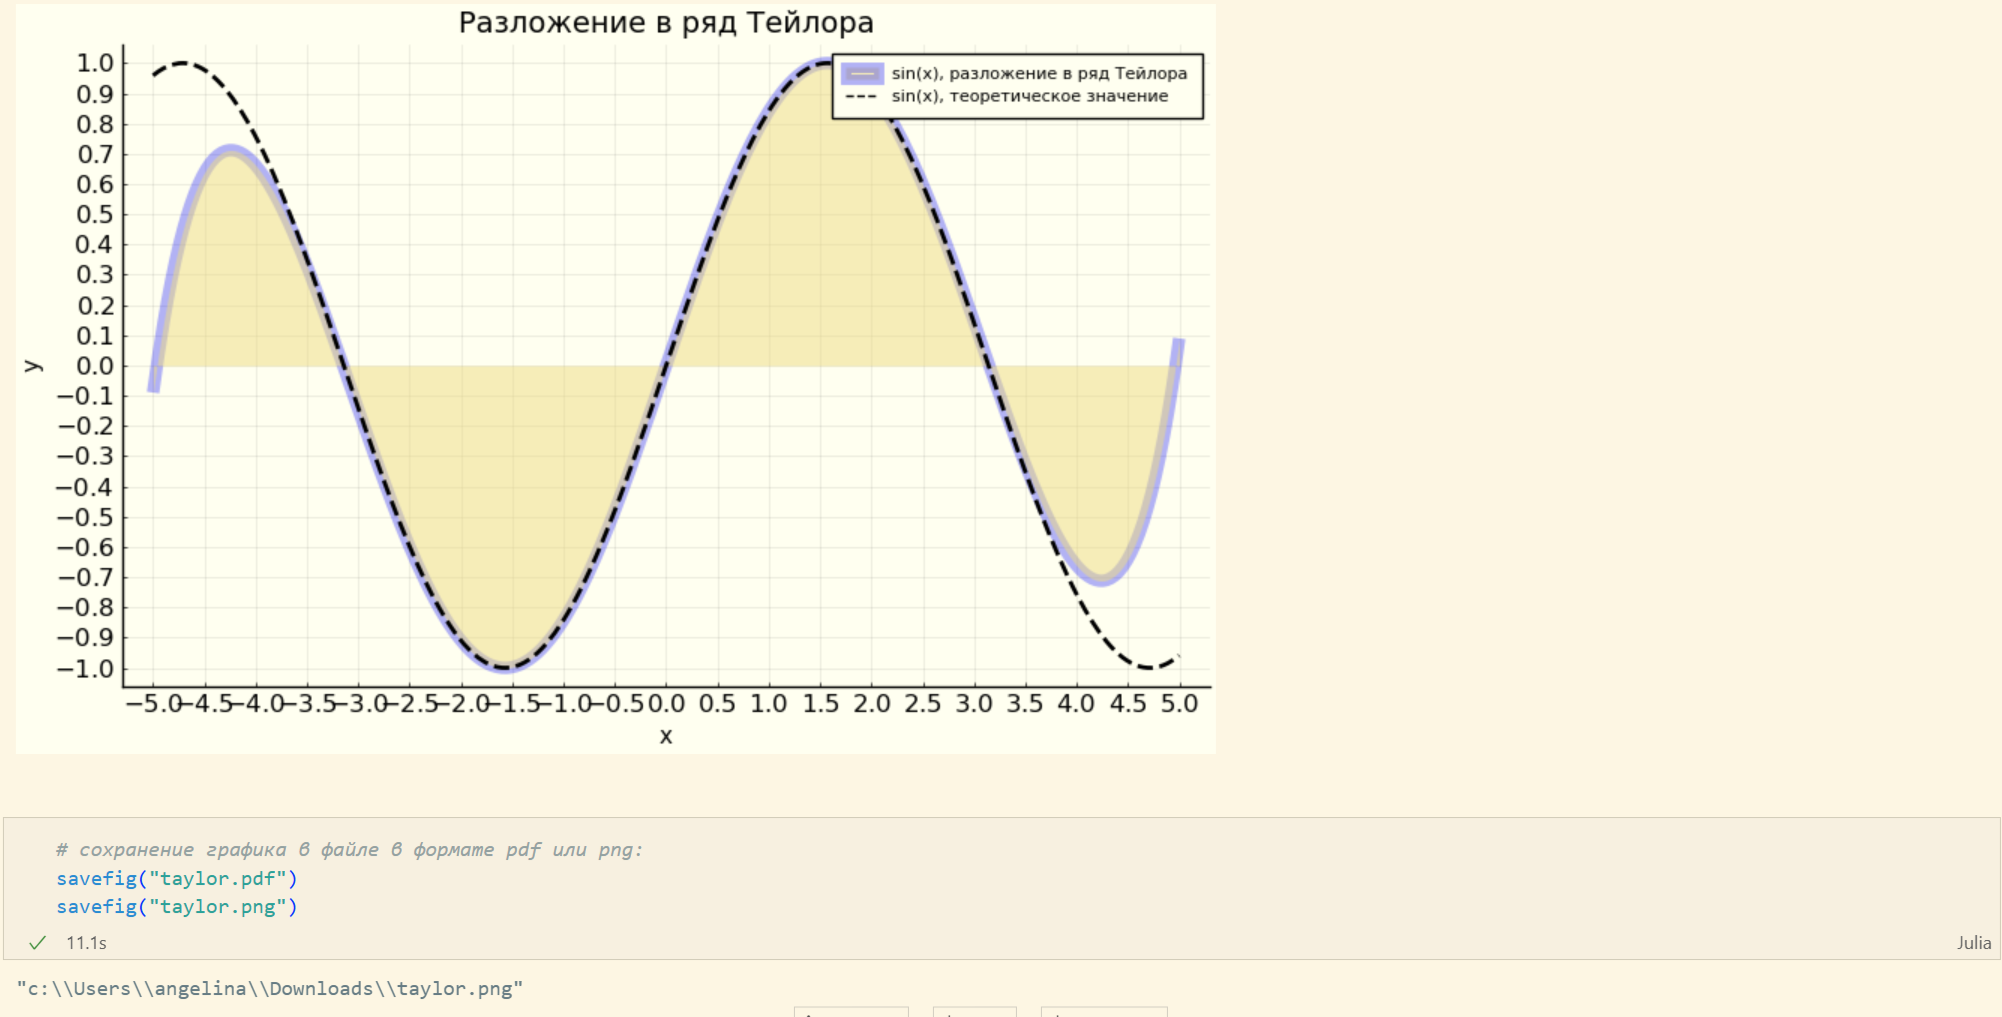 Разложение в ряд Тейлора
sin(x), разложение в ряд Тейлора
sin(x), теоретическое значение
1.0
0.9
0.8
0.7
0.6
0.5
0.4
0.3
0.2
0.1
0.0
−0.1
−0.2
−0.3
−0.4
−0.5
−0.6
−0.7
−0.8
−0.9
−1.0
y
−5.0 −4.5 −4.0 −3.5 −3.0 −2.5 −2.0 −1.5 −1.0 −0.5 0.0 0.5 1.0 1.5 2.0 2.5 3.0 3.5 4.0 4.5 5.0
x
# сохранение графика в файле в формате pdf или png:
savefig("taylor.pdf")
savefig("taylor.png")
11.1s
Julia
"c:\\Users\\angelina\\Downloads\\taylor.png"